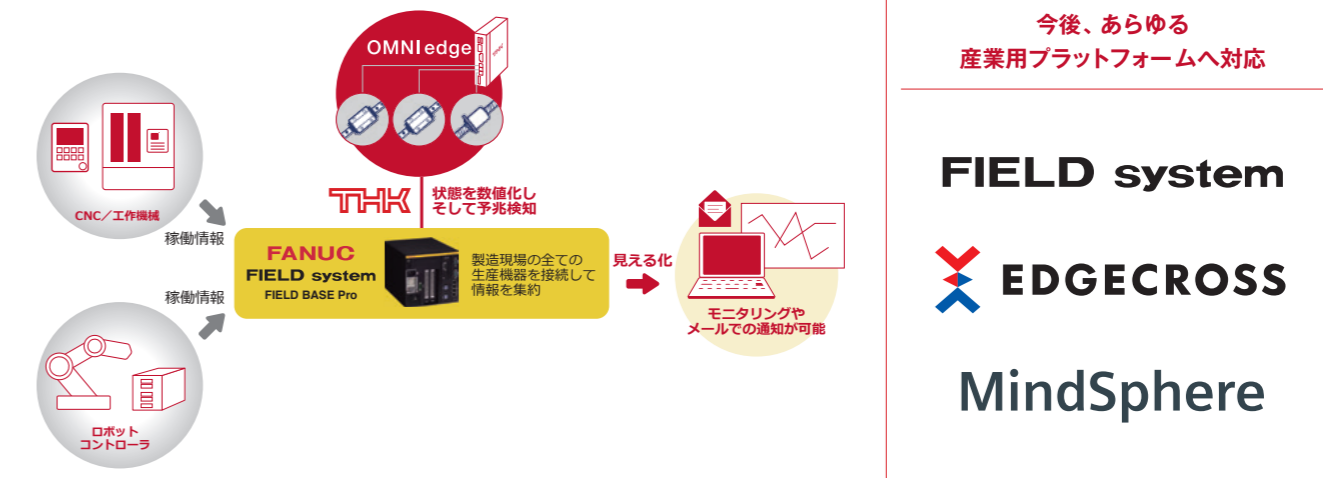 OMNI edge
THK
CNC／工作機械
稼働情報
THK
状態を数値化し
そして予兆検知
FANUC
FIELD system
FIELD BASE Pro
製造現場の全ての
生産機器を接続して
情報を集約
見える化
稼働情報
モニタリングや
メールでの通知が可能
ロボット
コントローラ
今後、あらゆる
産業用プラットフォームへ対応
FIELD system
EDGECROSS
MindSphere